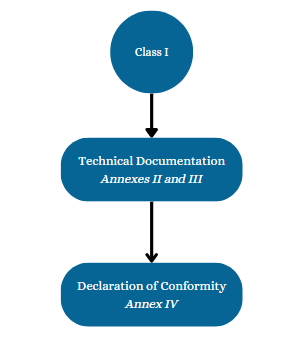 Class I
Technical Documentation
Annexes II and III
Declaration of Conformity
Annex IV